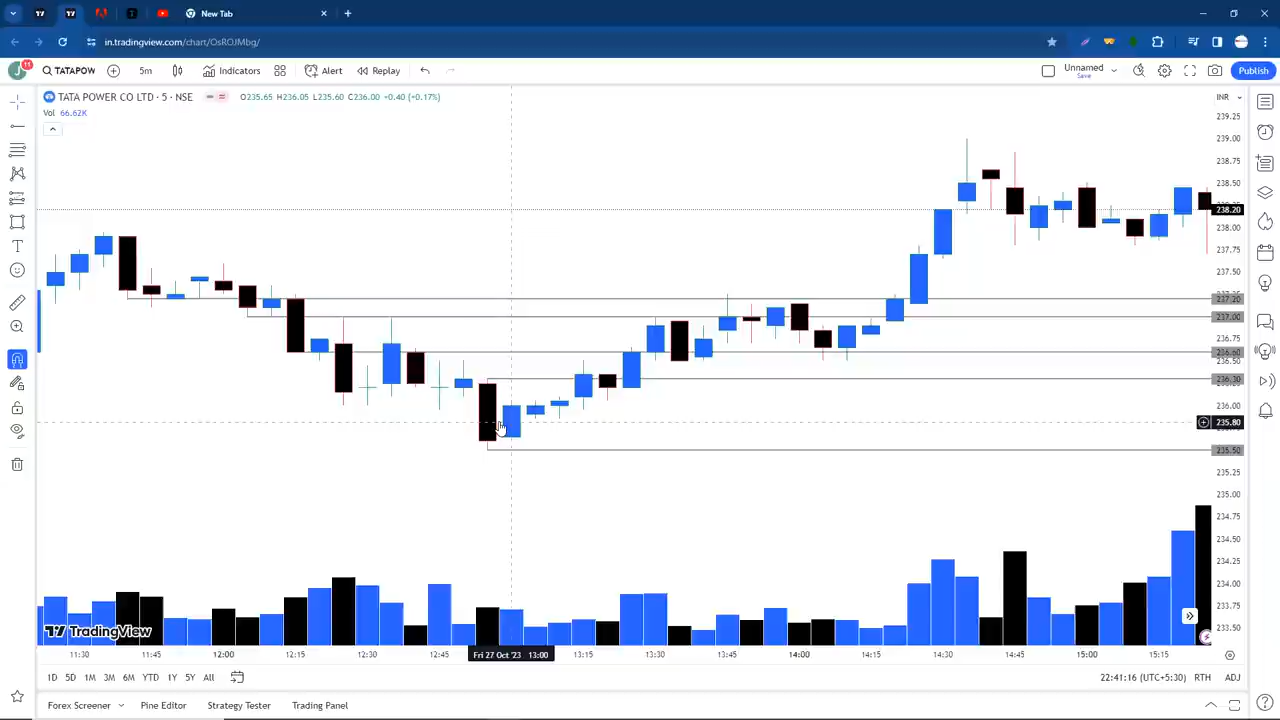 New Tab
in.tradingview.com/chart/OsROJMbg/
11
J TATAPOW 5m Indicators Alert Replay Unnamed Save Publish
TATA POWER CO LTD · 5 · NSE O235.65 H236.05 L235.60 C236.00 +0.40 (+0.17%) INR
Vol 66.62K
239.25
239.00
238.75
238.50
238.20
238.00
237.75
237.50
237.20
237.00
236.75
236.60
236.50
236.30
236.00
235.80
235.50
235.25
235.00
234.75
234.50
234.25
234.00
233.75
233.50
TradingView
11:30 11:45 12:00 12:15 12:30 12:45 Fri 27 Oct '23 13:00 13:15 13:30 13:45 14:00 14:15 14:30 14:45 15:00 15:15
1D 5D 1M 3M 6M YTD 1Y 5Y All 22:41:16 (UTC+5:30) RTH ADJ
Forex Screener Pine Editor Strategy Tester Trading Panel